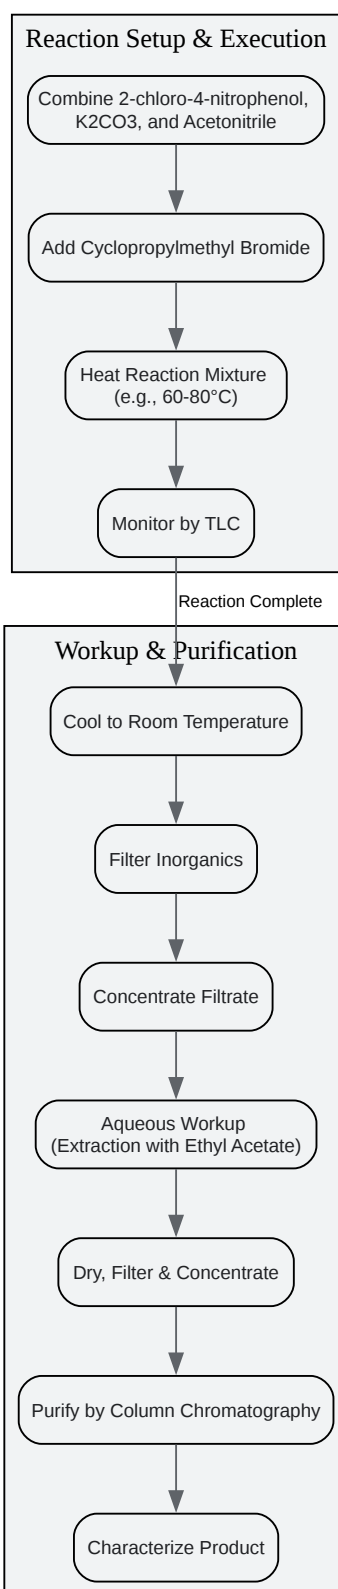 Reaction Setup & Execution
Combine 2-chloro-4-nitrophenol,
K2CO3, and Acetonitrile
Add Cyclopropylmethyl Bromide
Heat Reaction Mixture
(e.g., 60-80°C)
Monitor by TLC
Reaction Complete
Workup & Purification
Cool to Room Temperature
Filter Inorganics
Concentrate Filtrate
Aqueous Workup
(Extraction with Ethyl Acetate)
Dry, Filter & Concentrate
Purify by Column Chromatography
Characterize Product